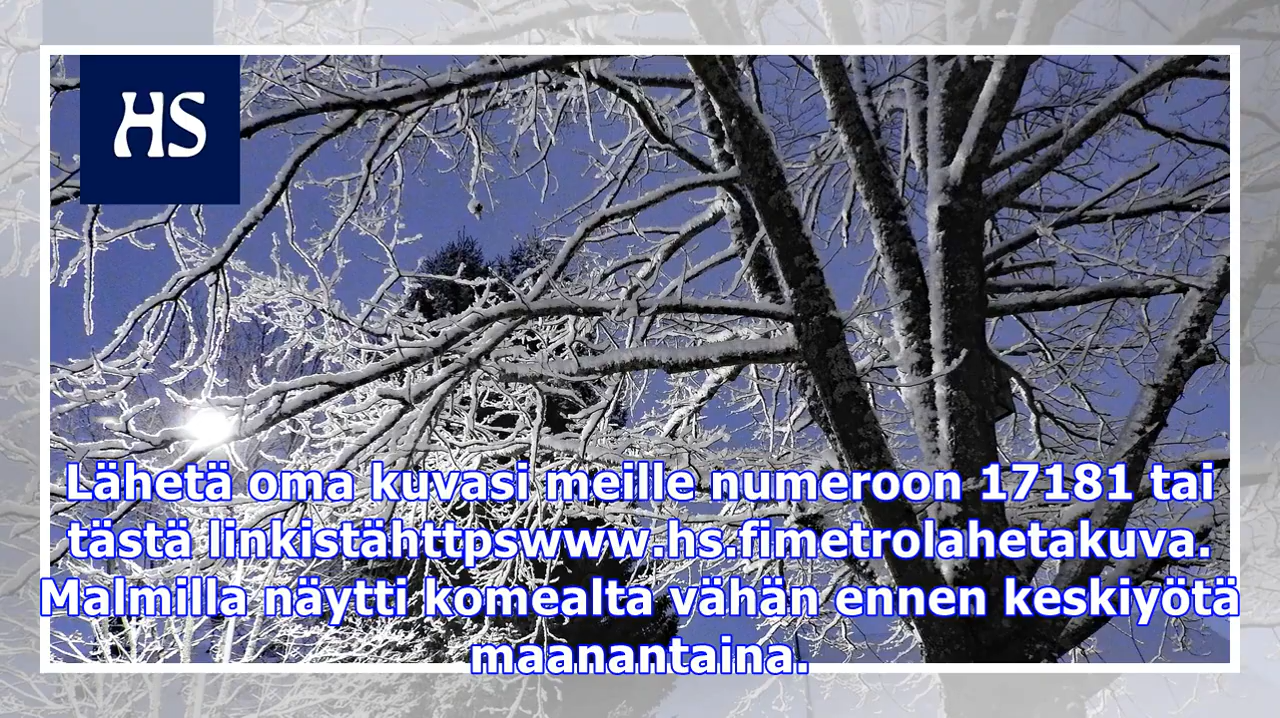 HS
Lähetä oma kuvasi meille numeroon 17181 tai
tästä linkistähttpswww.hs.fimetrolahetakuva.
Malmilla näytti komealta vähän ennen keskiyötä
maanantaina.